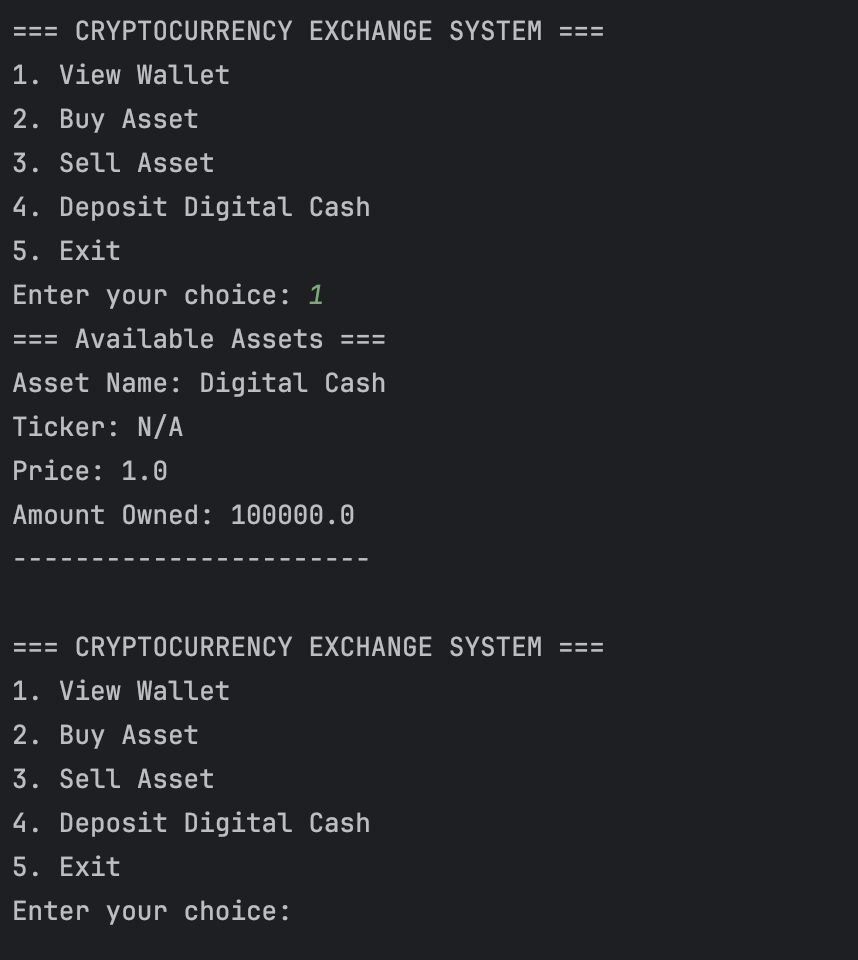 === CRYPTOCURRENCY EXCHANGE SYSTEM ===
1. View Wallet
2. Buy Asset
3. Sell Asset
4. Deposit Digital Cash
5. Exit
Enter your choice: 1
=== Available Assets ===
Asset Name: Digital Cash
Ticker: N/A
Price: 1.0
Amount Owned: 100000.0
-----------------------

=== CRYPTOCURRENCY EXCHANGE SYSTEM ===
1. View Wallet
2. Buy Asset
3. Sell Asset
4. Deposit Digital Cash
5. Exit
Enter your choice: